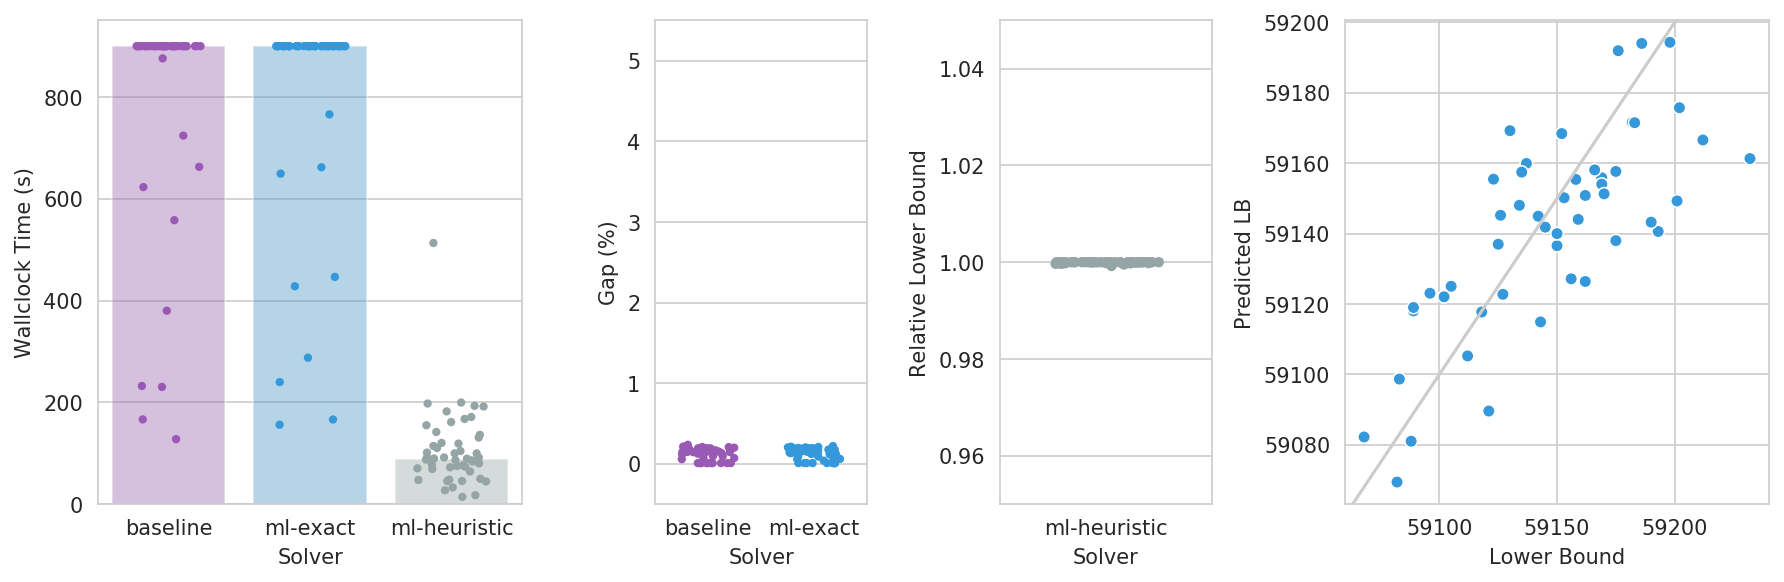 Wallclock Time (s)
800
600
400
200
0
baseline ml-exact ml-heuristic
Solver
Gap (%)
5
4
3
2
1
0
baseline ml-exact
Solver
Relative Lower Bound
1.04
1.02
1.00
0.98
0.96
ml-heuristic
Solver
Predicted LB
59200
59180
59160
59140
59120
59100
59080
59100 59150 59200
Lower Bound